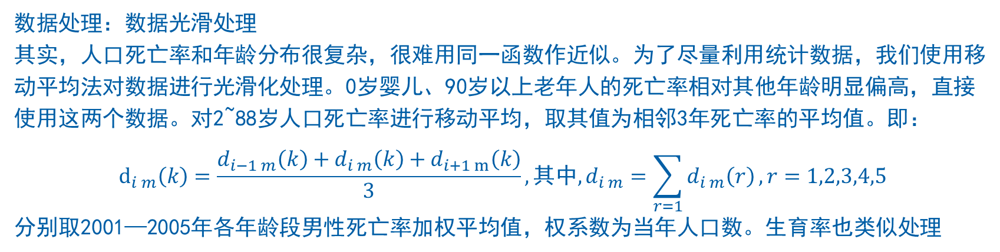 数据处理：数据光滑处理
其实，人口死亡率和年龄分布很复杂，很难用同一函数作近似。为了尽量利用统计数据，我们使用移
动平均法对数据进行光滑化处理。0岁婴儿、90岁以上老年人的死亡率相对其他年龄明显偏高，直接
使用这两个数据。对2~88岁人口死亡率进行移动平均，取其值为相邻3年死亡率的平均值。即：
d_{i m}(k) = \frac{d_{i-1 m}(k) + d_{i m}(k) + d_{i+1 m}(k)}{3}, 其中, d_{i m} = \sum_{r=1} d_{i m}(r), r = 1,2,3,4,5
分别取2001—2005年各年龄段男性死亡率加权平均值，权系数为当年人口数。生育率也类似处理